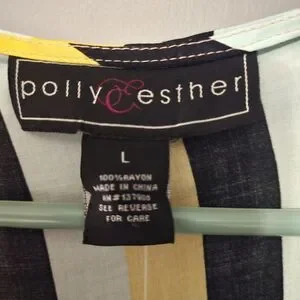 polly & esther
L
100% RAYON
MADE IN CHINA
SEE REVERSE
FOR CARE